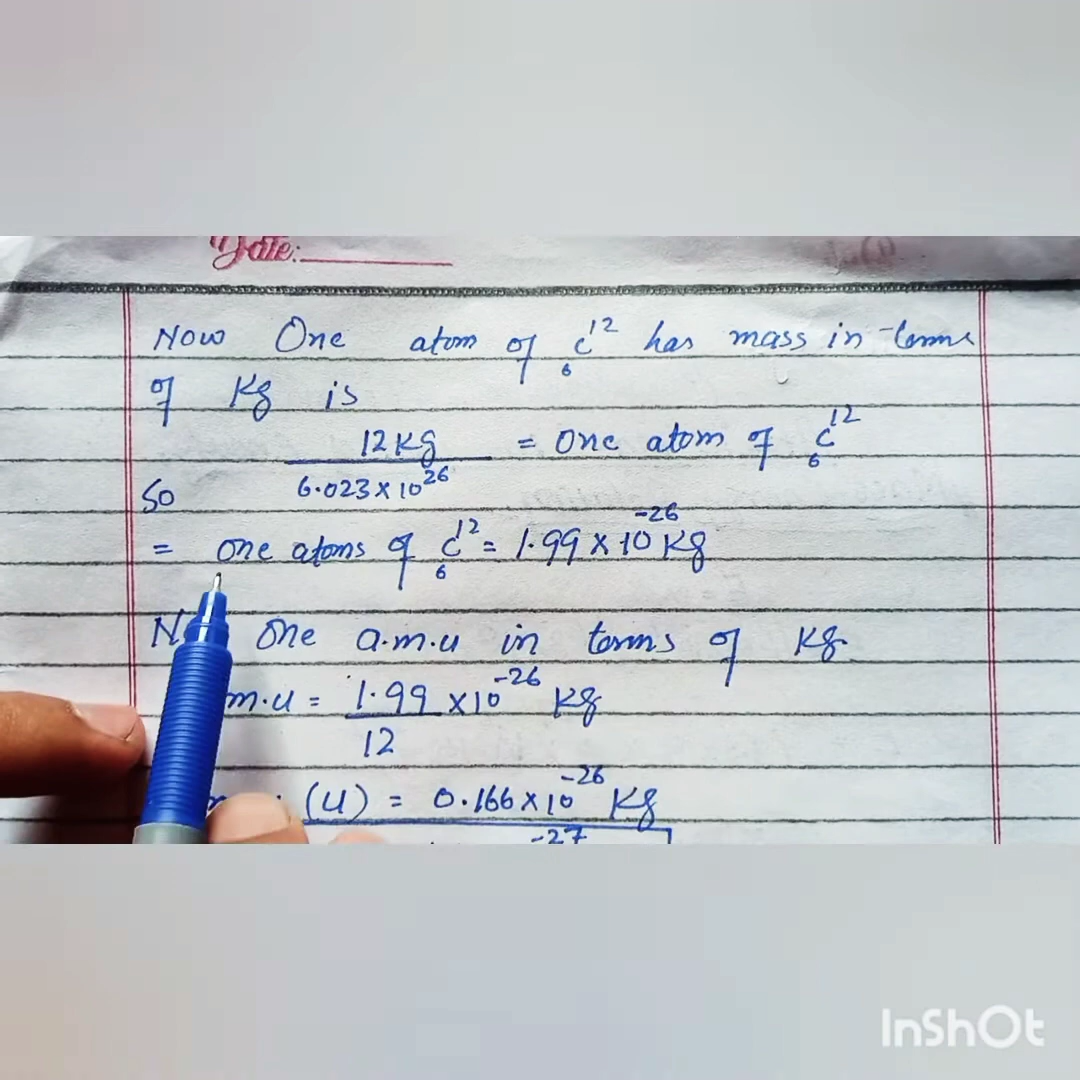 Date:
Now One atom of ₆C¹² has mass in terms
of Kg is
12Kg / 6.023 × 10²⁶ = One atom of ₆C¹²
So
= one atoms of ₆C¹² = 1.99 × 10⁻²⁶ Kg
one a.m.u in terms of Kg.
m.u = 1.99/12 × 10⁻²⁶ Kg
(u) = 0.166 × 10⁻²⁶ Kg
-27
InShOt